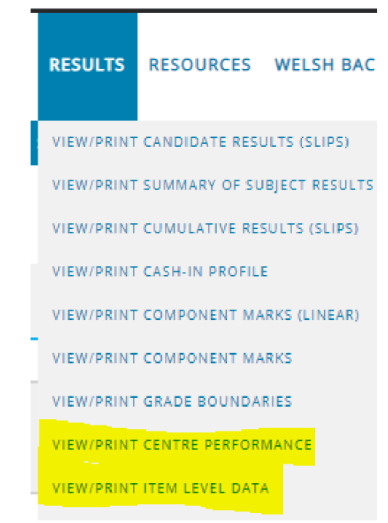 RESULTS RESOURCES WELSH BAC
VIEW/PRINT CANDIDATE RESULTS (SLIPS)
VIEW/PRINT SUMMARY OF SUBJECT RESULTS
VIEW/PRINT CUMULATIVE RESULTS (SLIPS)
VIEW/PRINT CASH-IN PROFILE
VIEW/PRINT COMPONENT MARKS (LINEAR)
VIEW/PRINT COMPONENT MARKS
VIEW/PRINT GRADE BOUNDARIES
VIEW/PRINT CENTRE PERFORMANCE
VIEW/PRINT ITEM LEVEL DATA